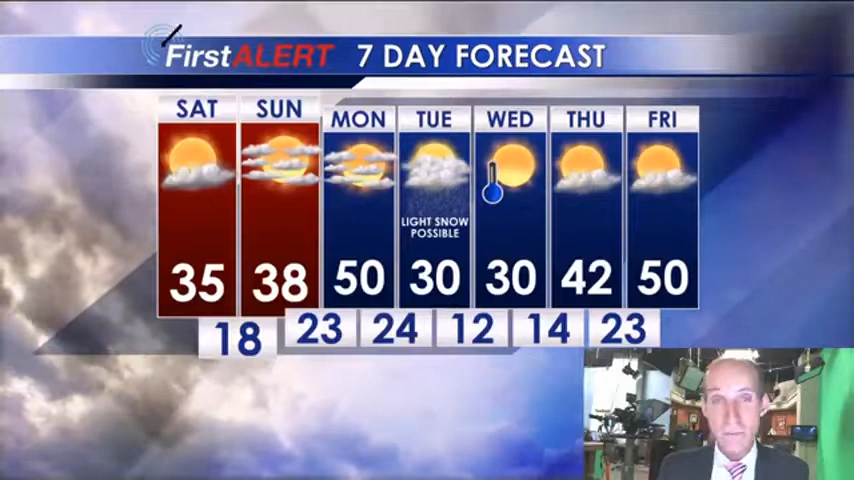 FirstALERT 7 DAY FORECAST
SAT SUN MON TUE WED THU FRI
LIGHT SNOW
POSSIBLE
35 38 50 30 30 42 50
18 23 24 12 14 23